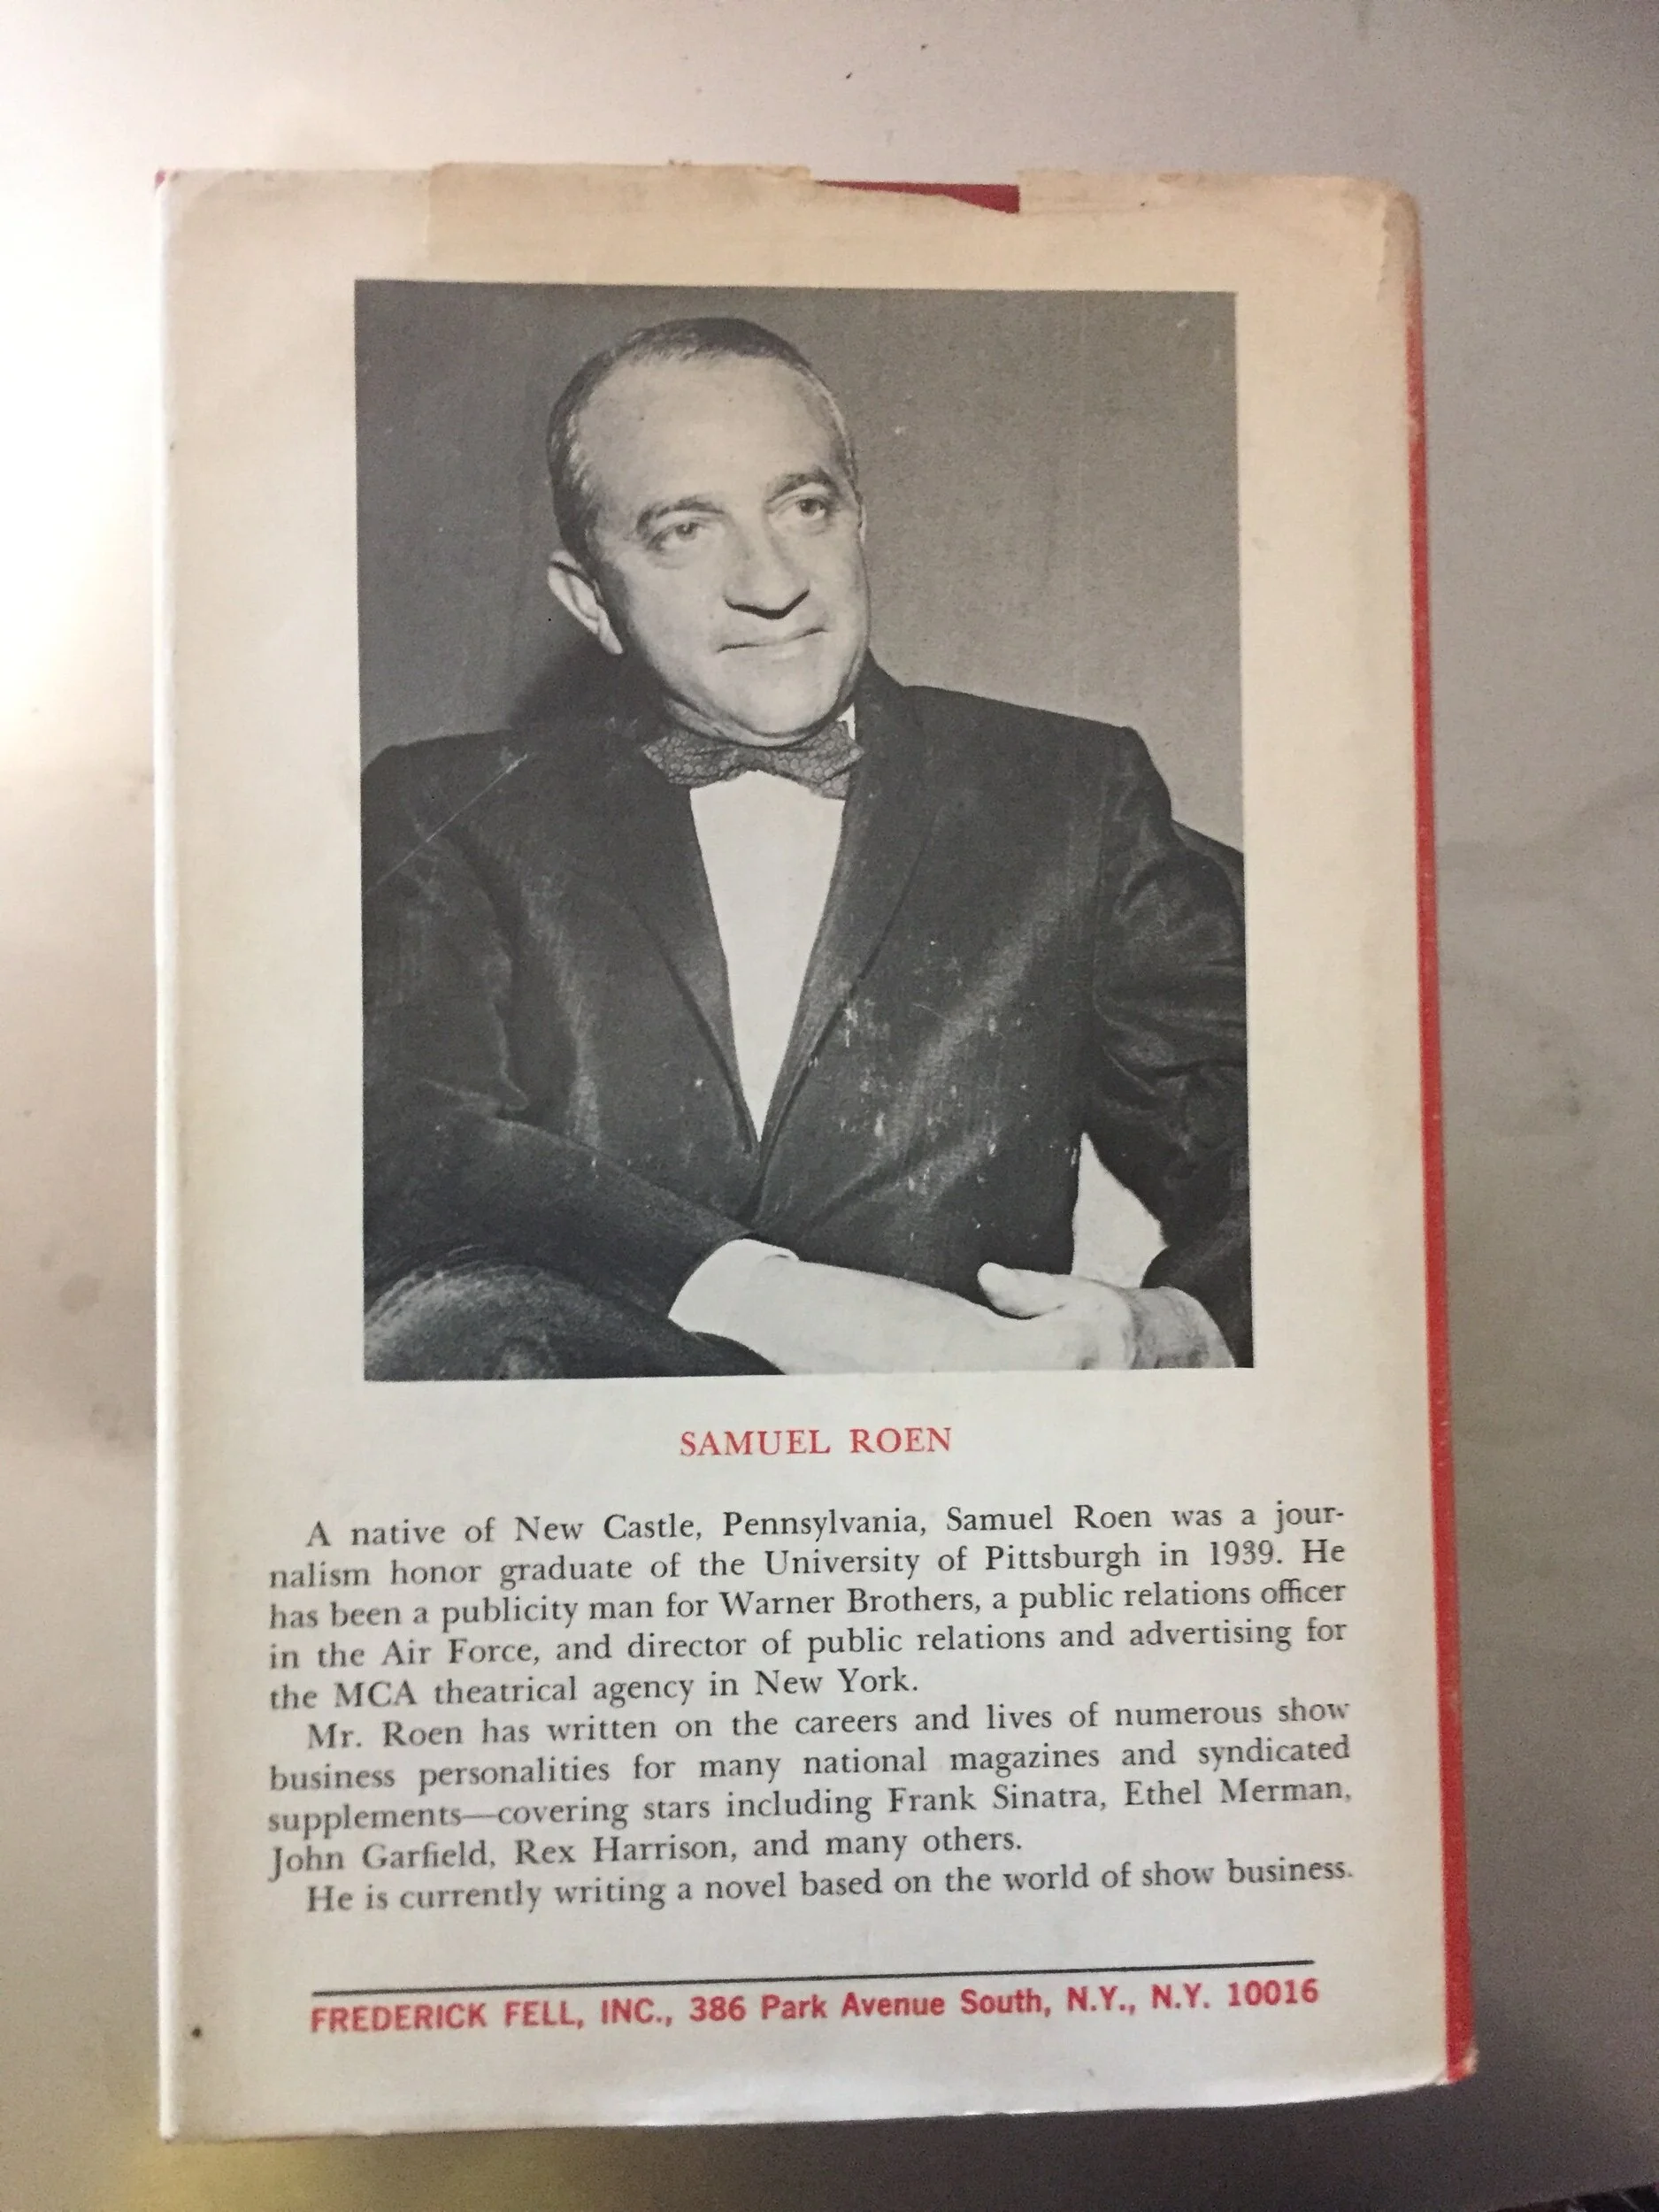 SAMUEL ROEN
A native of New Castle, Pennsylvania, Samuel Roen was a jour-
nalism honor graduate of the University of Pittsburgh in 1939. He
has been a publicity man for Warner Brothers, a public relations officer
in the Air Force, and director of public relations and advertising for
the MCA theatrical agency in New York.
Mr. Roen has written on the careers and lives of numerous show
business personalities for many national magazines and syndicated
supplements—covering stars including Frank Sinatra, Ethel Merman,
John Garfield, Rex Harrison, and many others.
He is currently writing a novel based on the world of show business.
FREDERICK FELL, INC., 386 Park Avenue South, N.Y., N.Y. 10016